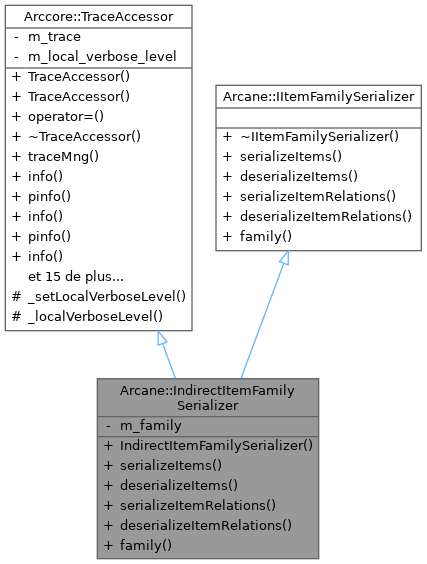 Arccore::TraceAccessor
- m_trace
- m_local_verbose_level
+ TraceAccessor()
+ TraceAccessor()
+ operator=()
+ ~TraceAccessor()
+ traceMng()
+ info()
+ pinfo()
+ info()
+ pinfo()
+ info()
et 15 de plus...
# _setLocalVerboseLevel()
# _localVerboseLevel()
Arcane::IItemFamilySerializer
+ ~IItemFamilySerializer()
+ serializeItems()
+ deserializeItems()
+ serializeItemRelations()
+ deserializeItemRelations()
+ family()
Arcane::IndirectItemFamily
Serializer
- m_family
+ IndirectItemFamilySerializer()
+ serializeItems()
+ deserializeItems()
+ serializeItemRelations()
+ deserializeItemRelations()
+ family()